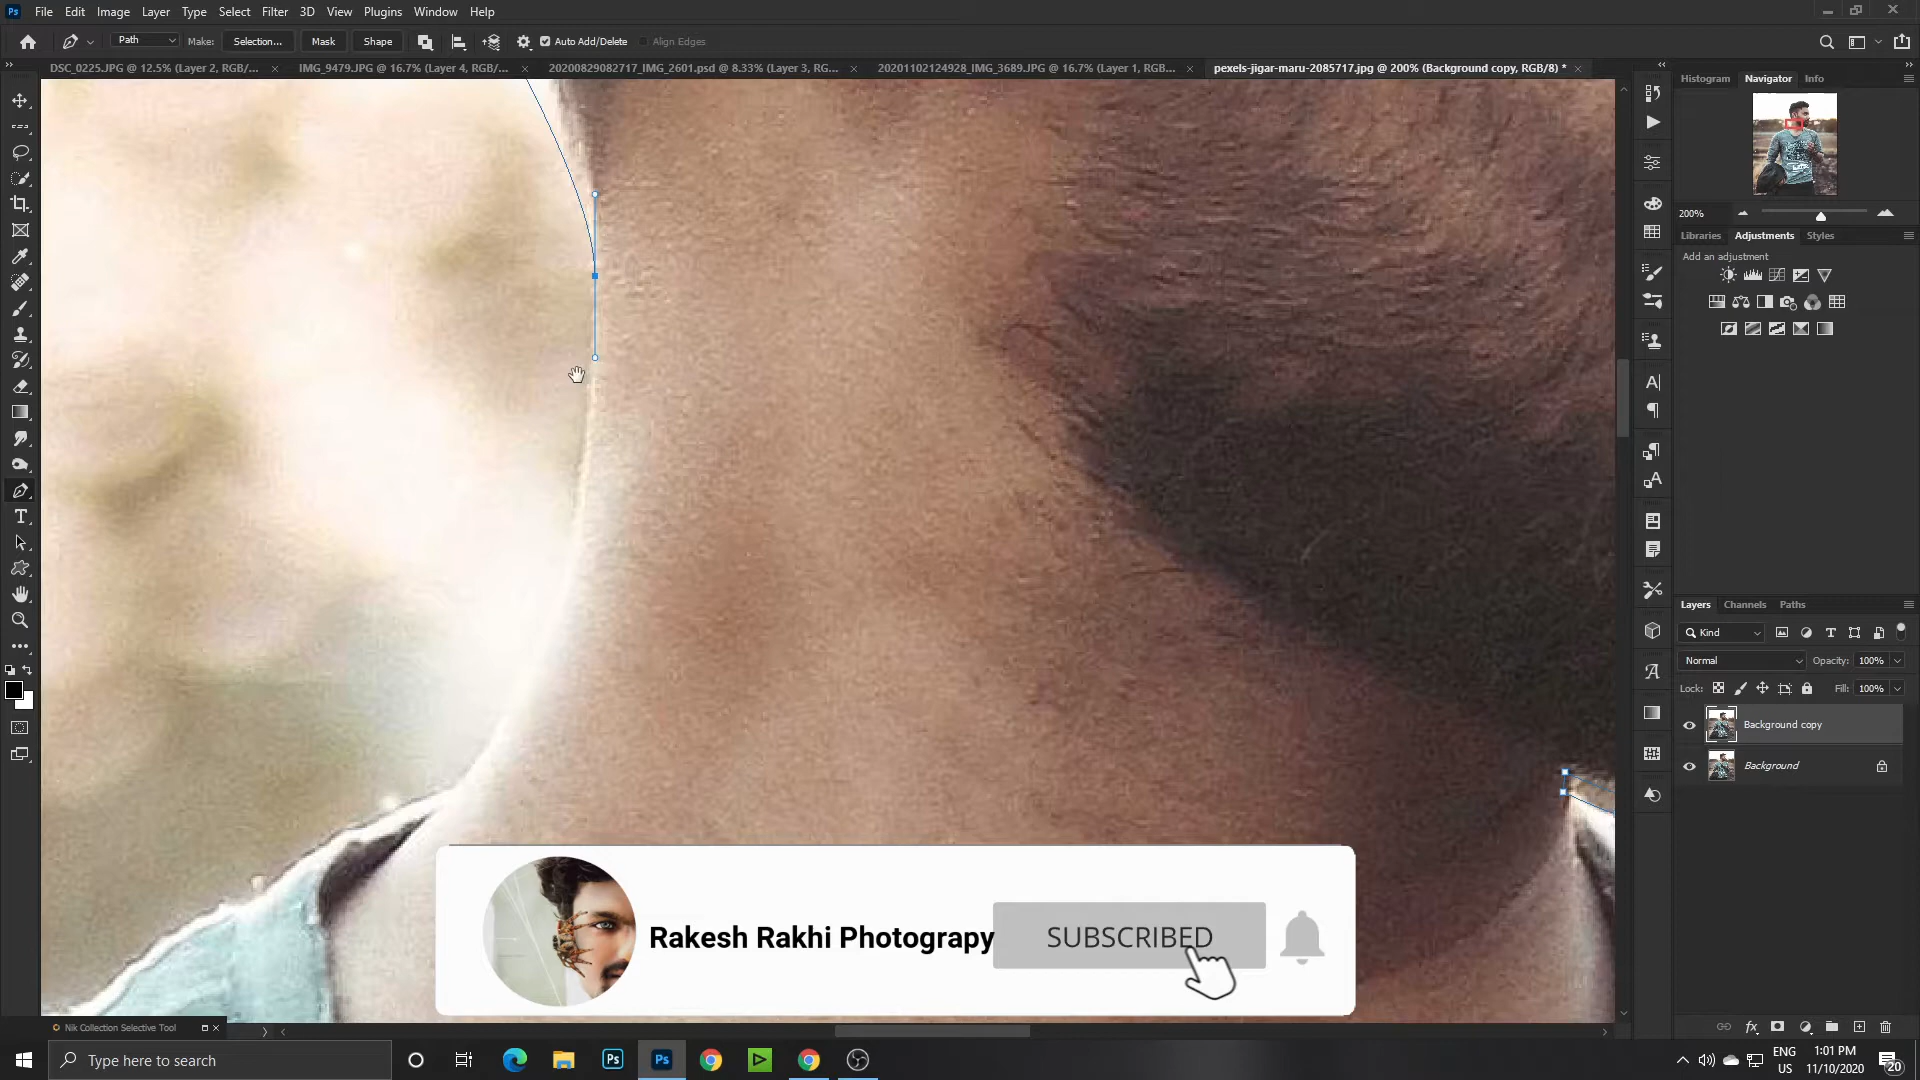 Ps File Edit Image Layer Type Select Filter 3D View Plugins Window Help
Path Make: Selection... Mask Shape Auto Add/Delete Align Edges
DSC_0225.JPG @ 12.5% (Layer 2, RGB/... × IMG_9479.JPG @ 16.7% (Layer 4, RGB/... × 20200829082717_IMG_2601.psd @ 8.33% (Layer 3, RG... × 20201102124928_IMG_3689.JPG @ 16.7% (Layer 1, RGB... × pexels-jigar-maru-2085717.jpg @ 200% (Background copy, RGB/8) * ×
Histogram Navigator Info
200%
Libraries Adjustments Styles
Add an adjustment
Layers Channels Paths
Kind
Normal Opacity: 100%
Lock: Fill: 100%
Background copy
Background
Rakesh Rakhi Photograpy SUBSCRIBED
Nik Collection Selective Tool
Type here to search
Ps Ps
ENG
US
1:01 PM
11/10/2020
20